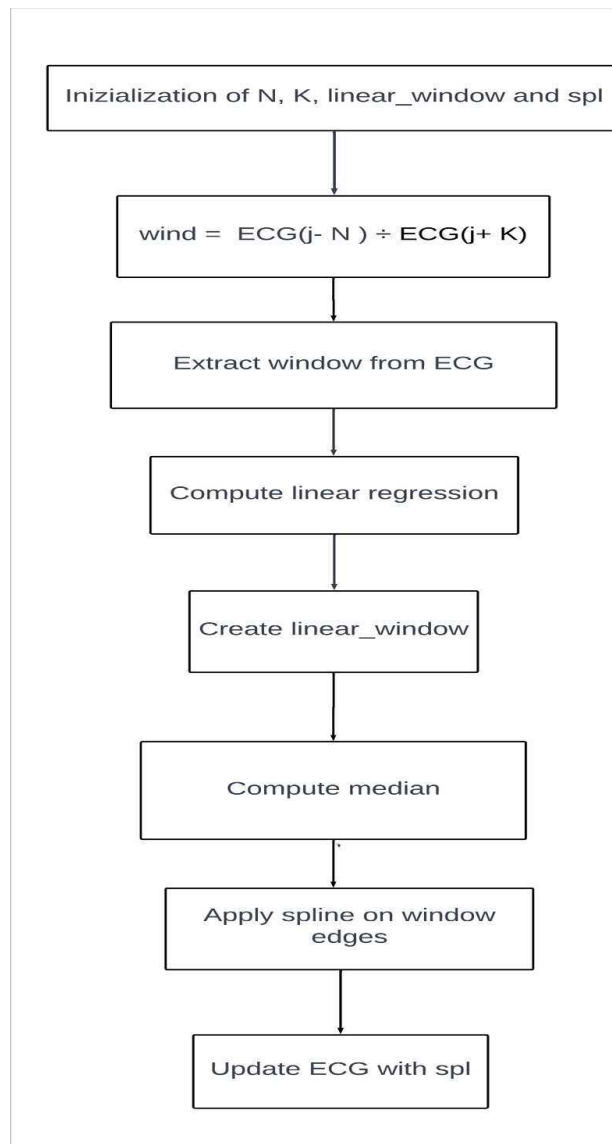 Inizialization of N, K, linear_window and spl
wind = ECG(j- N ) ÷ ECG(j+ K)
Extract window from ECG
Compute linear regression
Create linear_window
Compute median
Apply spline on window
edges
Update ECG with spl